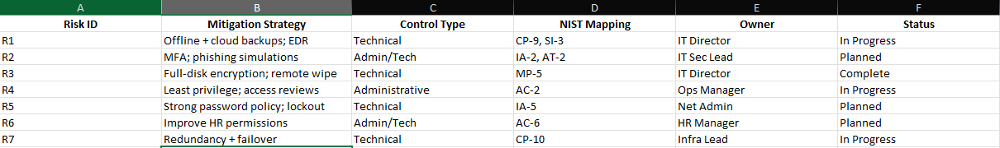 A B C D E F
Risk ID Mitigation Strategy Control Type NIST Mapping Owner Status
R1 Offline + cloud backups; EDR Technical CP-9, SI-3 IT Director In Progress
R2 MFA; phishing simulations Admin/Tech IA-2, AT-2 IT Sec Lead Planned
R3 Full-disk encryption; remote wipe Technical MP-5 IT Director Complete
R4 Least privilege; access reviews Administrative AC-2 Ops Manager In Progress
R5 Strong password policy; lockout Technical IA-5 Net Admin Planned
R6 Improve HR permissions Admin/Tech AC-6 HR Manager Planned
R7 Redundancy + failover Technical CP-10 Infra Lead In Progress